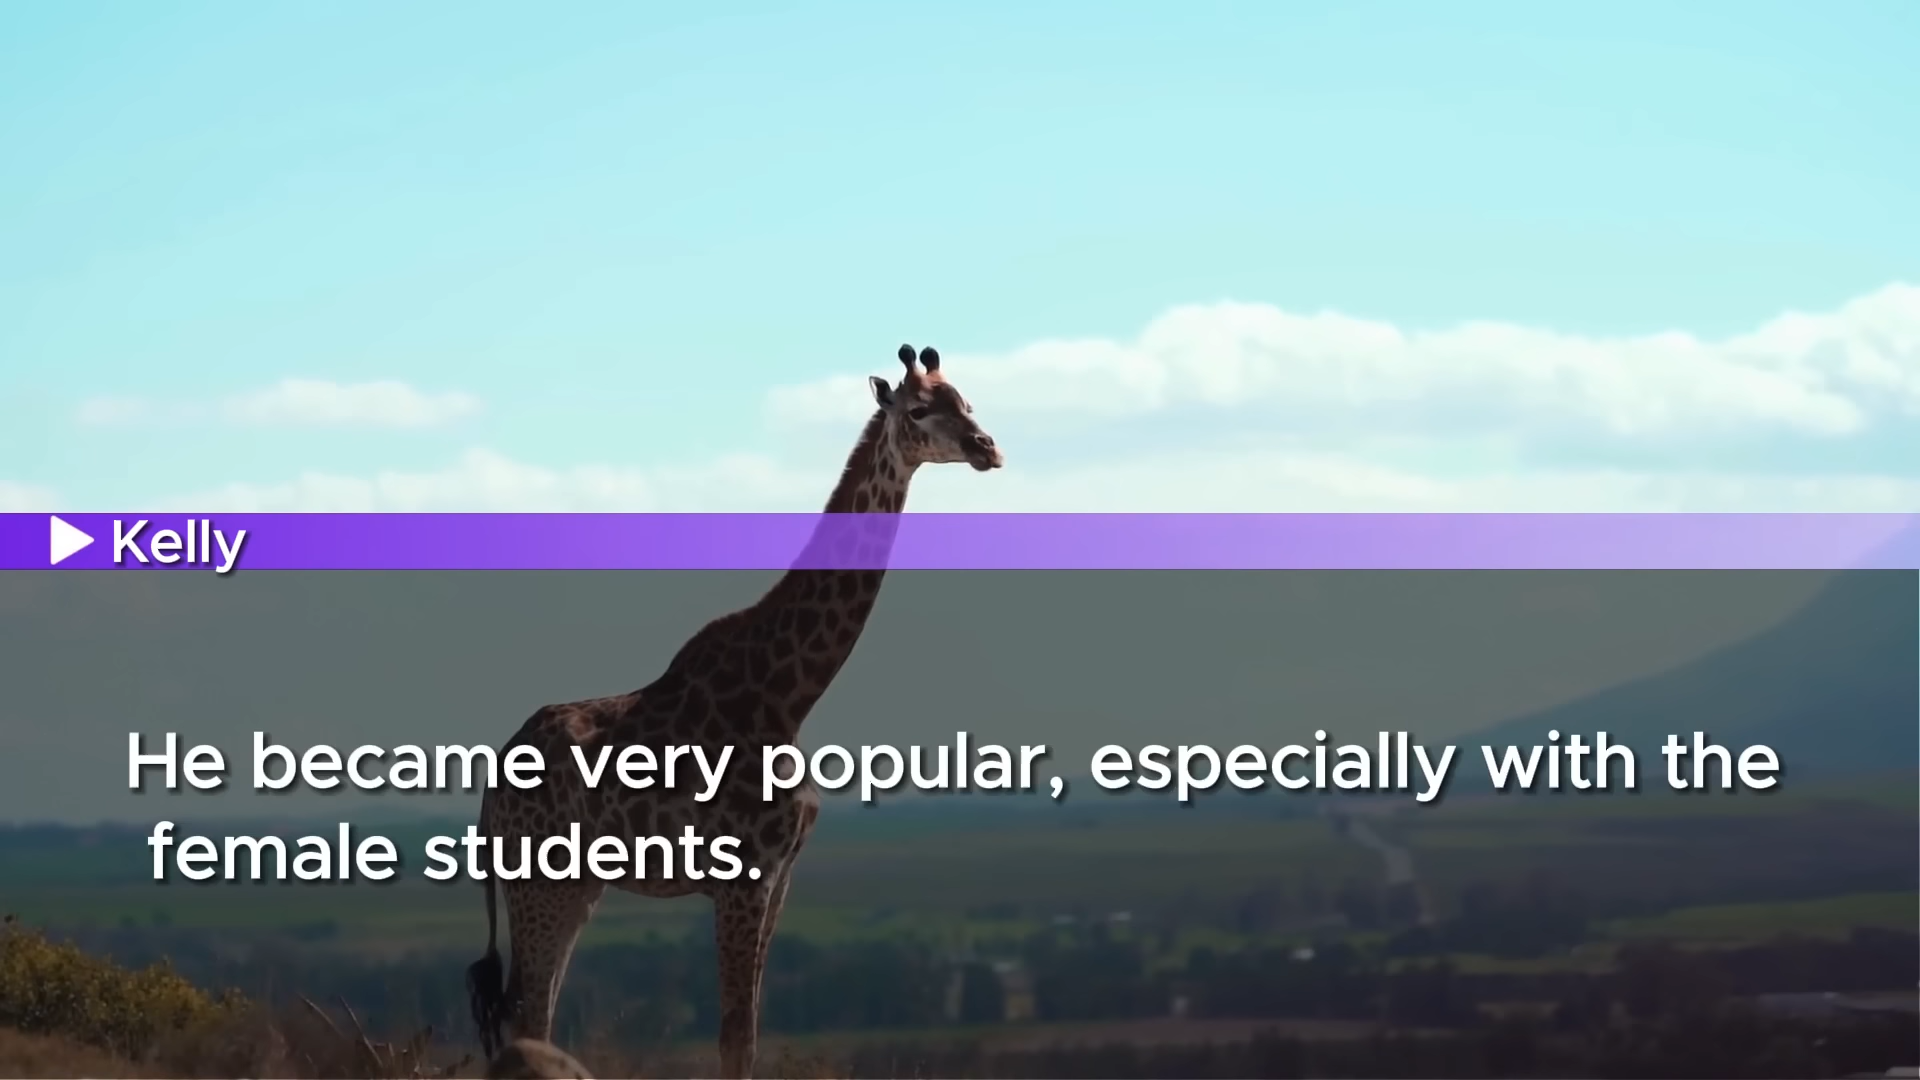 Kelly
He became very popular, especially with the
female students.